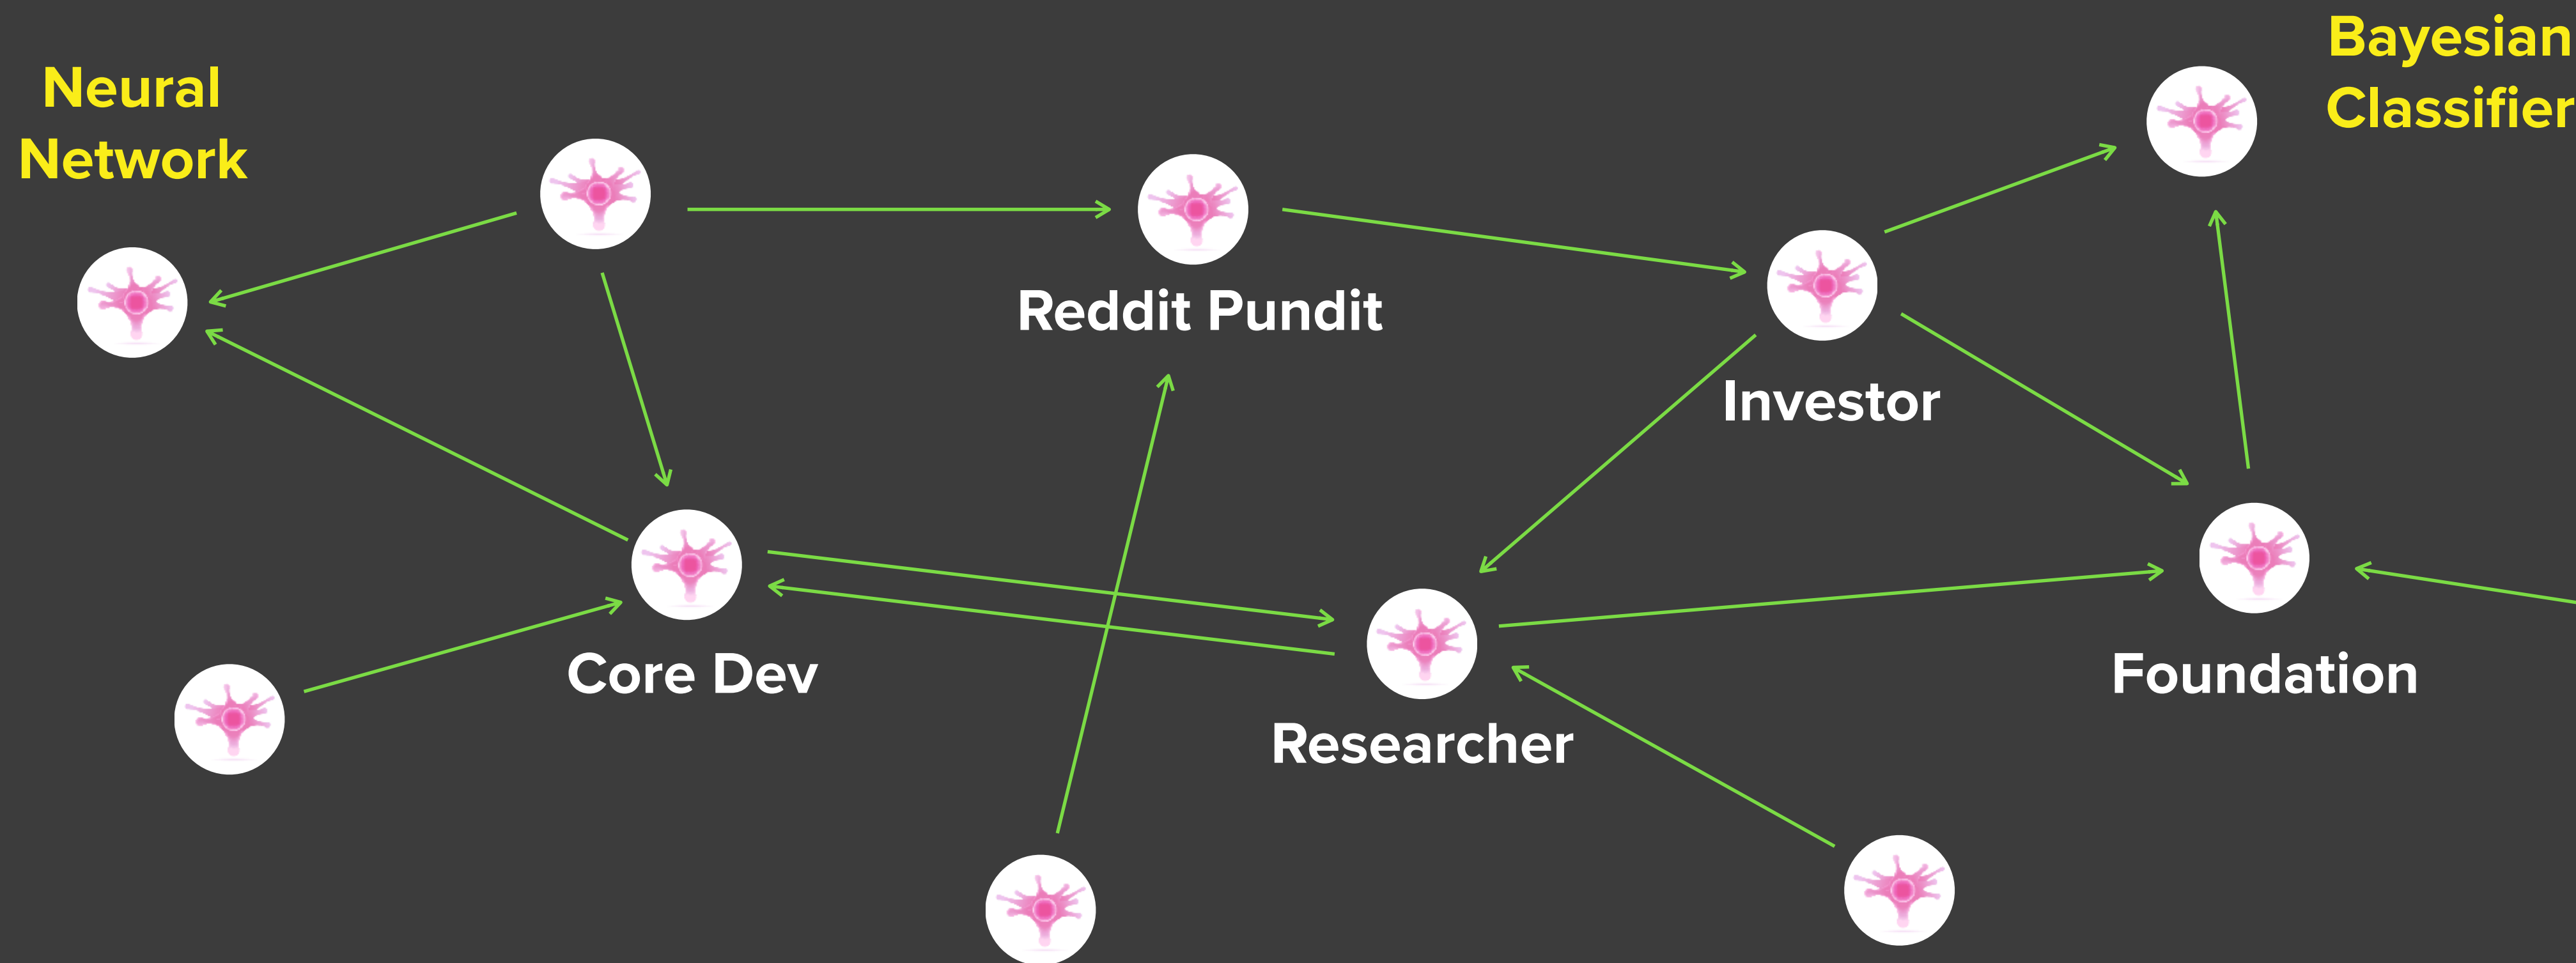 Neural
Network
Bayesian
Classifier
Reddit Pundit
Investor
Core Dev
Researcher
Foundation